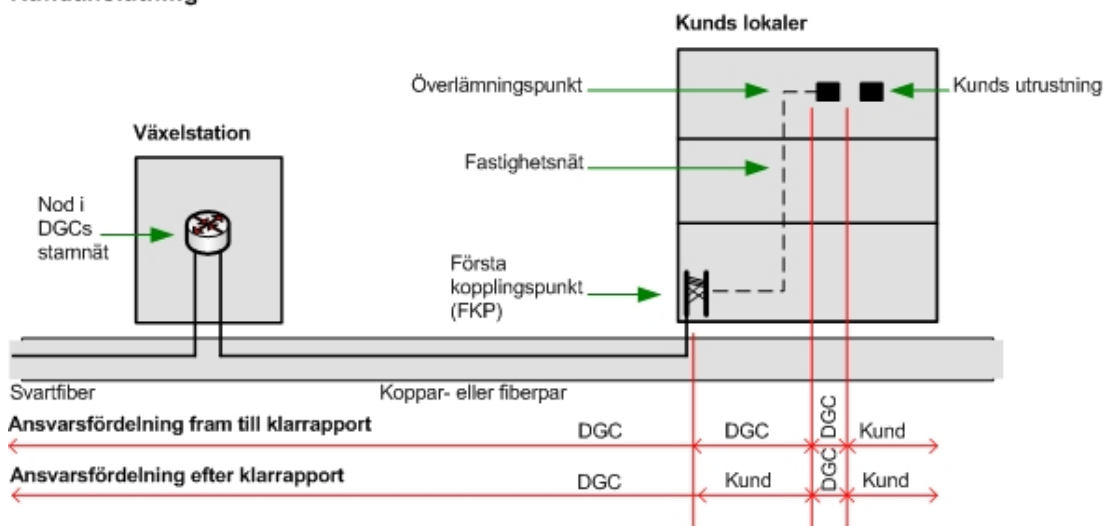 Kunds lokaler
Överlämningspunkt
Kunds utrustning
Växelstation
Fastighetsnät
Nod i
DGCs
stamnät
Första
kopplingspunkt
(FKP)
Svartfiber
Koppar- eller fiberpar
Ansvarsfördelning fram till klarrapport
DGC
DGC
DGC
Kund
Ansvarsfördelning efter klarrapport
DGC
Kund
DGC
Kund